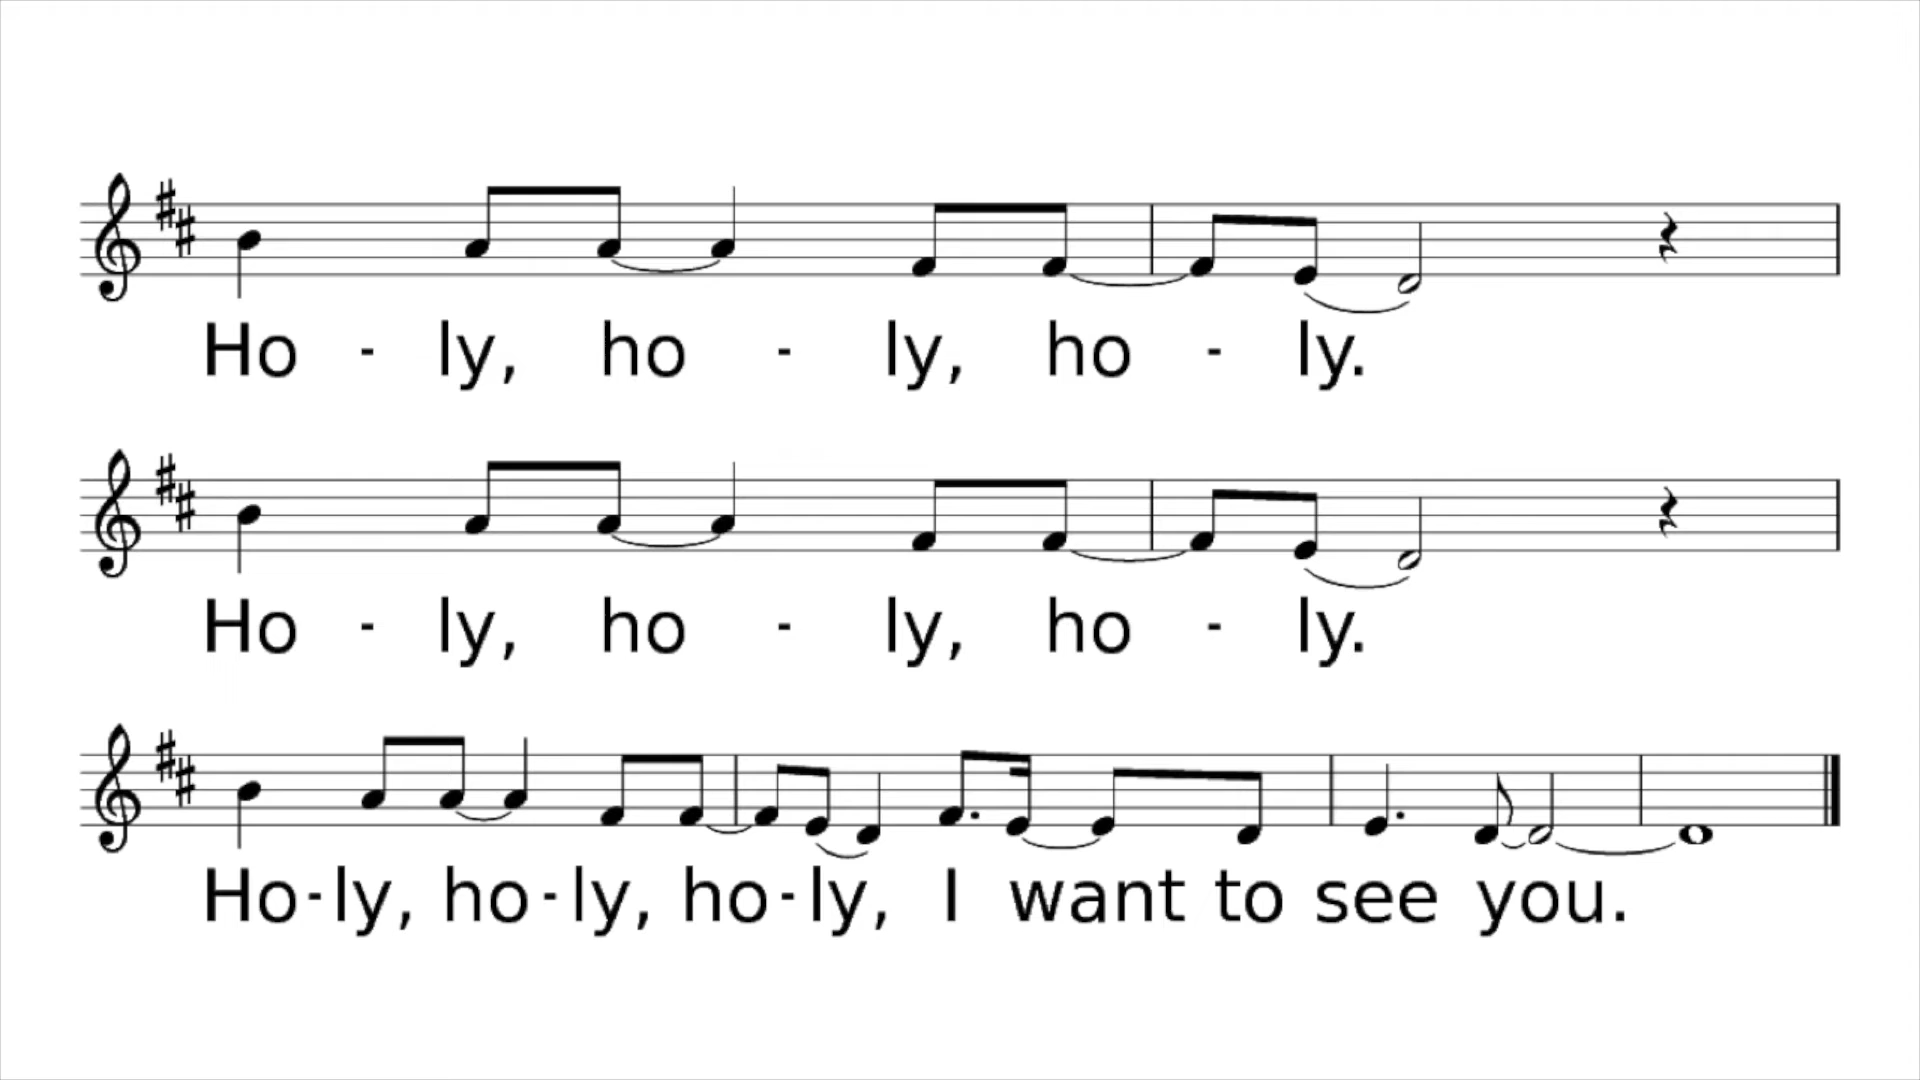 Ho - ly, ho - ly, ho - ly.
Ho - ly, ho - ly, ho - ly.
Ho-ly, ho-ly, ho-ly, I want to see you.